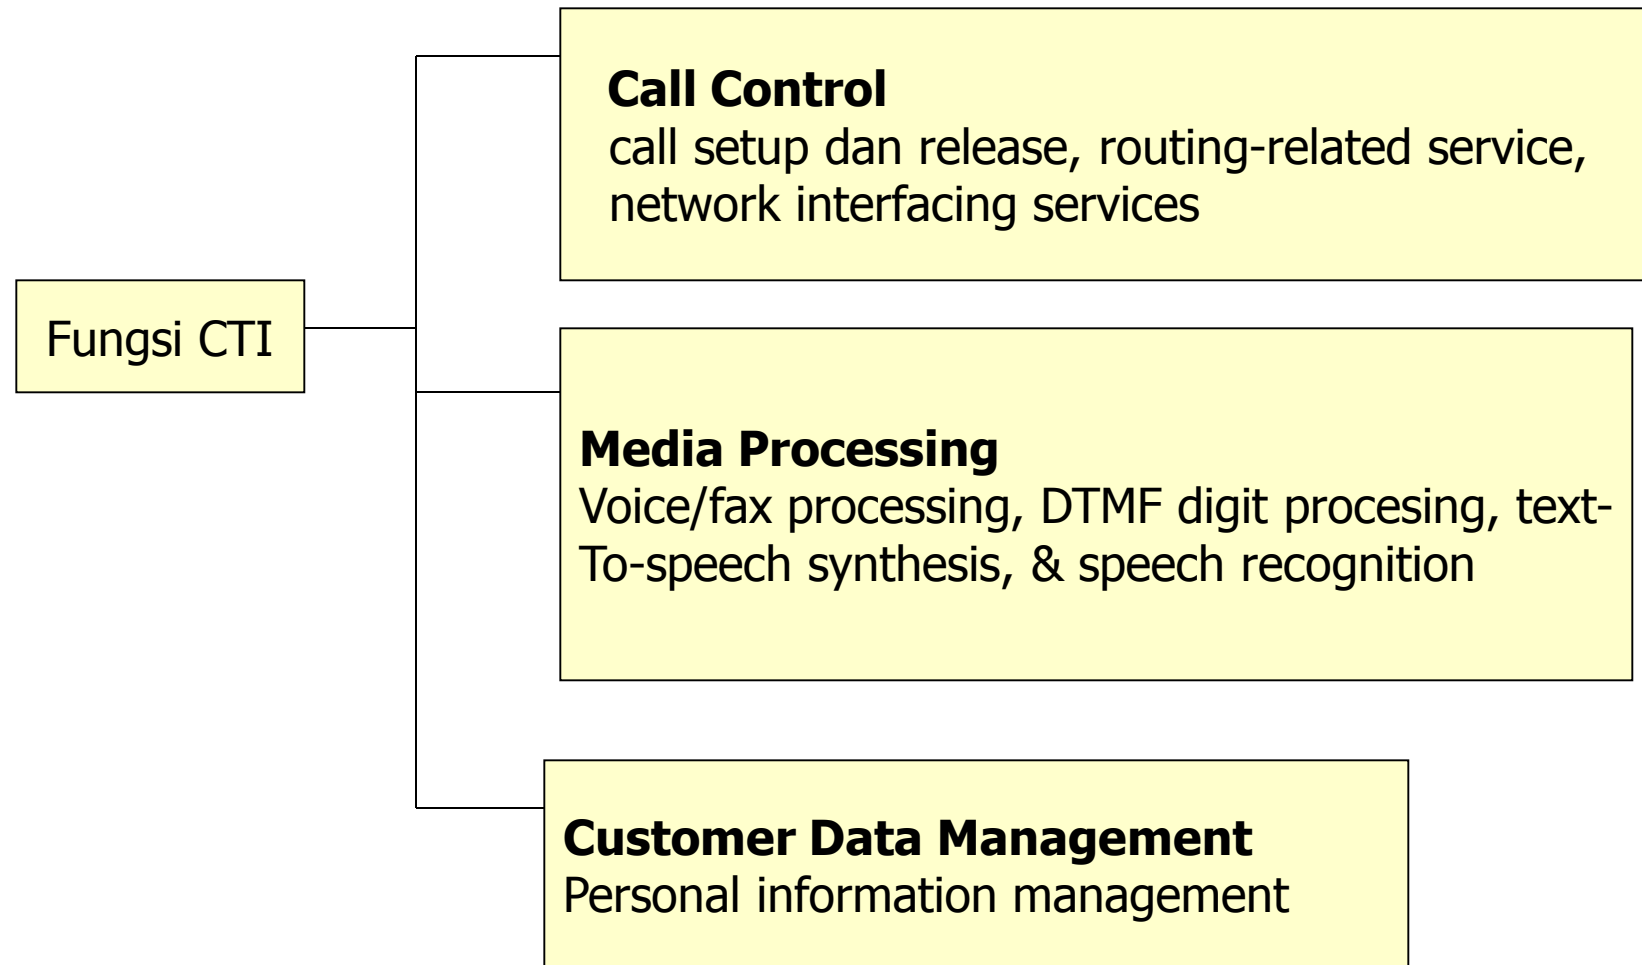 Fungsi CTI
Call Control
call setup dan release, routing-related service,
network interfacing services
Media Processing
Voice/fax processing, DTMF digit procesing, text-
To-speech synthesis, & speech recognition
Customer Data Management
Personal information management